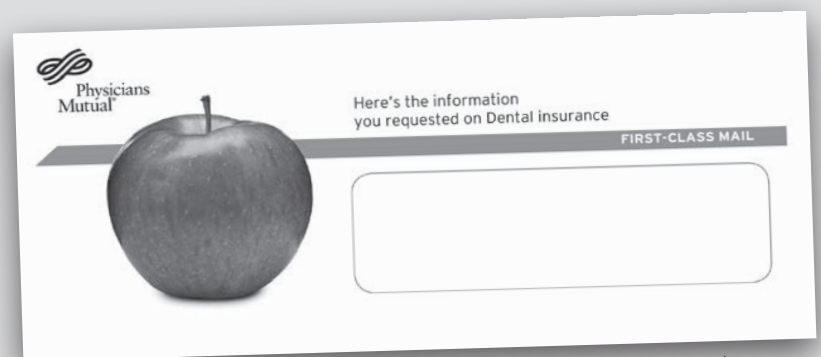 Physicians
Mutual®
Here's the information
you requested on Dental insurance
FIRST-CLASS MAIL